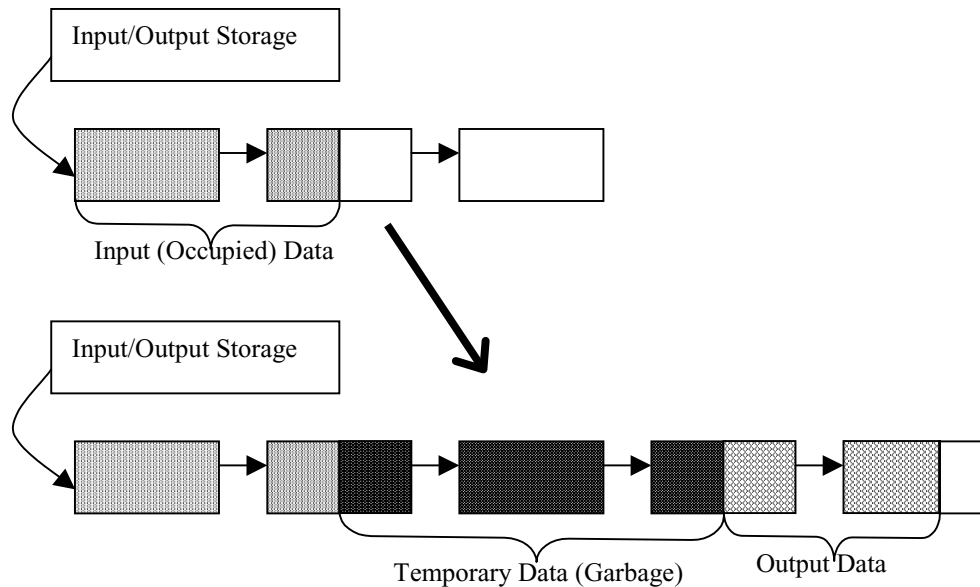 Input/Output Storage
Input (Occupied) Data
Input/Output Storage
Temporary Data (Garbage)
Output Data